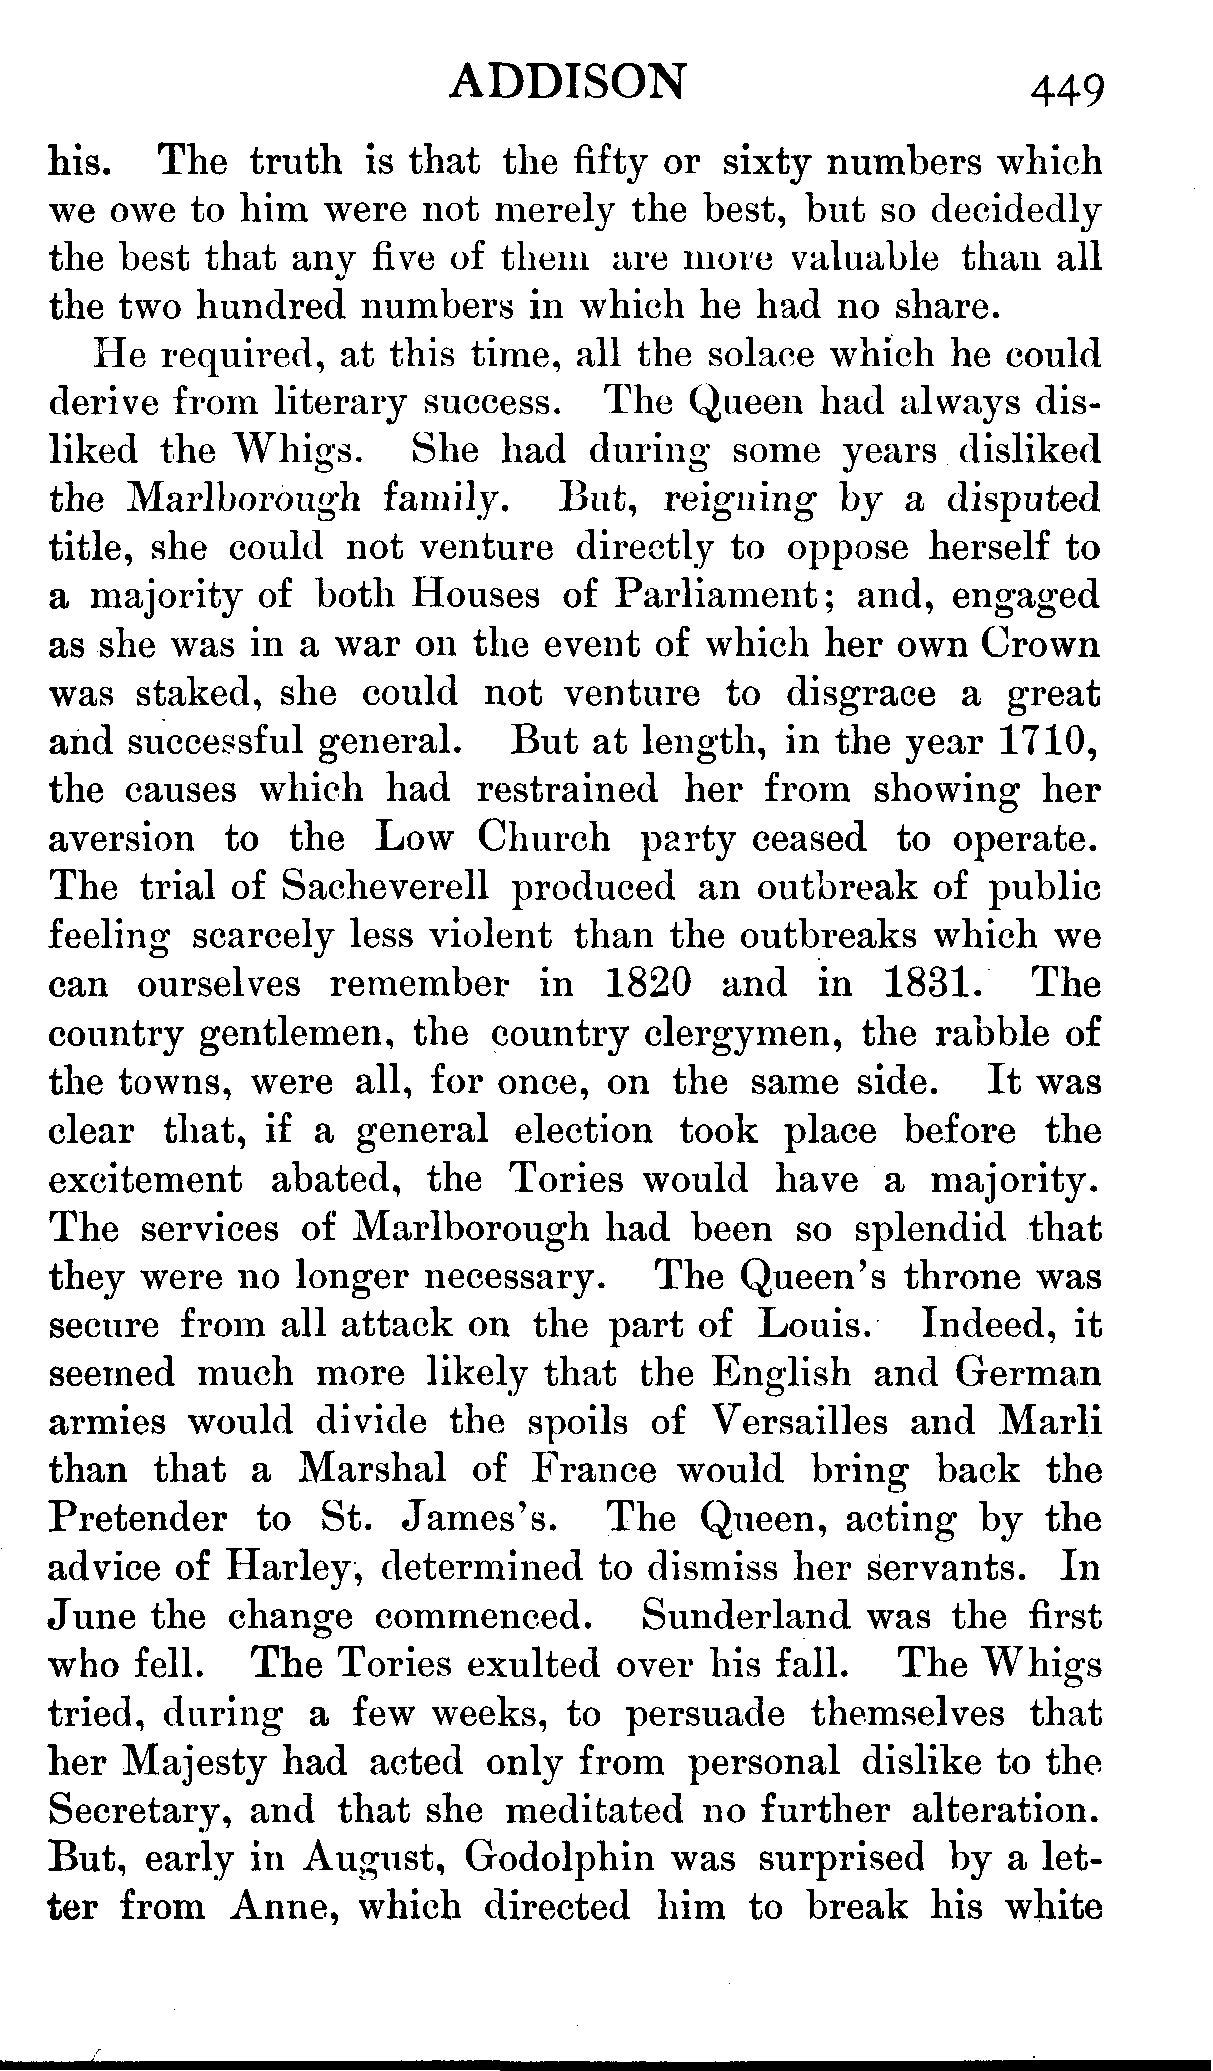 ADDISON 449
his. The truth is that the fifty or sixty numbers which
we owe to him were not merely the best, but so decidedly
the best that any five of them are more valuable than all
the two hundred numbers in which he had no share.
He required, at this time, all the solace which he could
derive from literary success. The Queen had always dis-
liked the Whigs. She had during some years disliked
the Marlborough family. But, reigning by a disputed
title, she could not venture directly to oppose herself to
a majority of both Houses of Parliament; and, engaged
as she was in a war on the event of which her own Crown
was staked, she could not venture to disgrace a great
and successful general. But at length, in the year 1710,
the causes which had restrained her from showing her
aversion to the Low Church party ceased to operate.
The trial of Sacheverell produced an outbreak of public
feeling scarcely less violent than the outbreaks which we
can ourselves remember in 1820 and in 1831. The
country gentlemen, the country clergymen, the rabble of
the towns, were all, for once, on the same side. It was
clear that, if a general election took place before the
excitement abated, the Tories would have a majority.
The services of Marlborough had been so splendid that
they were no longer necessary. The Queen's throne was
secure from all attack on the part of Louis. Indeed, it
seemed much more likely that the English and German
armies would divide the spoils of Versailles and Marli
than that a Marshal of France would bring back the
Pretender to St. James's. The Queen, acting by the
advice of Harley, determined to dismiss her servants. In
June the change commenced. Sunderland was the first
who fell. The Tories exulted over his fall. The Whigs
tried, during a few weeks, to persuade themselves that
her Majesty had acted only from personal dislike to the
Secretary, and that she meditated no further alteration.
But, early in August, Godolphin was surprised by a let-
ter from Anne, which directed him to break his white